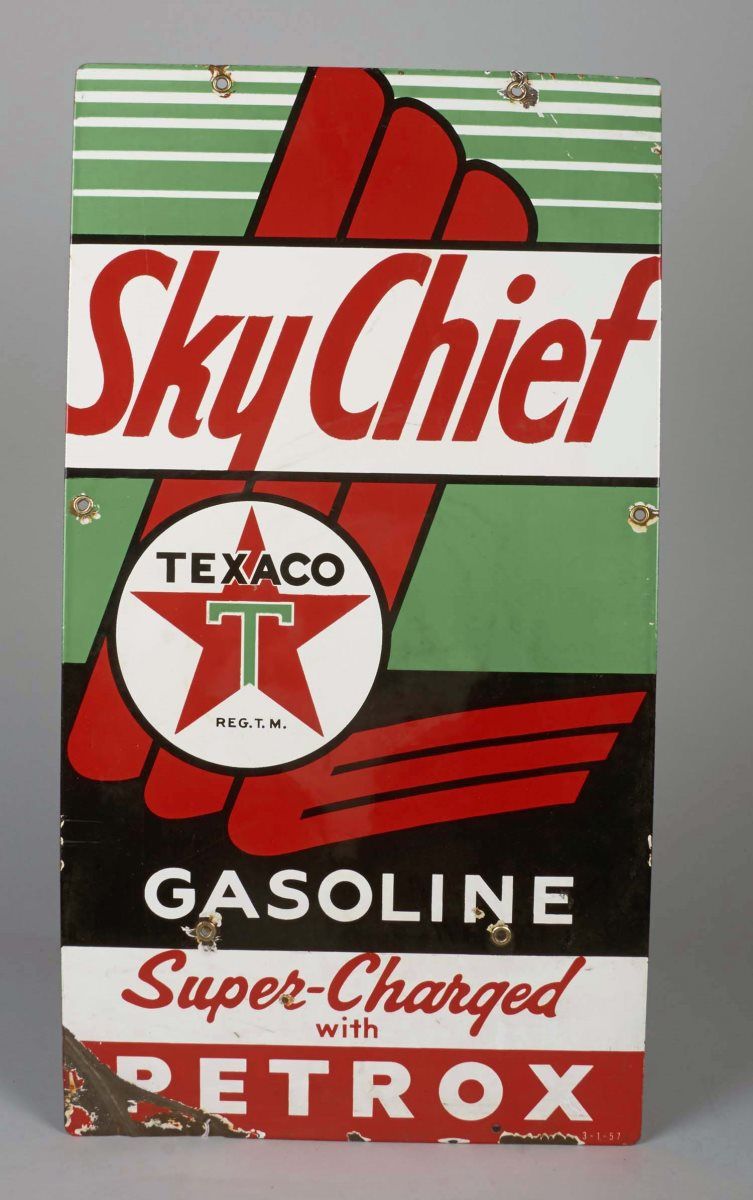 Sky Chief
TEXACO
T
REG. T. M.
GASOLINE
Super-Charged
with
PETROX
3-1-57